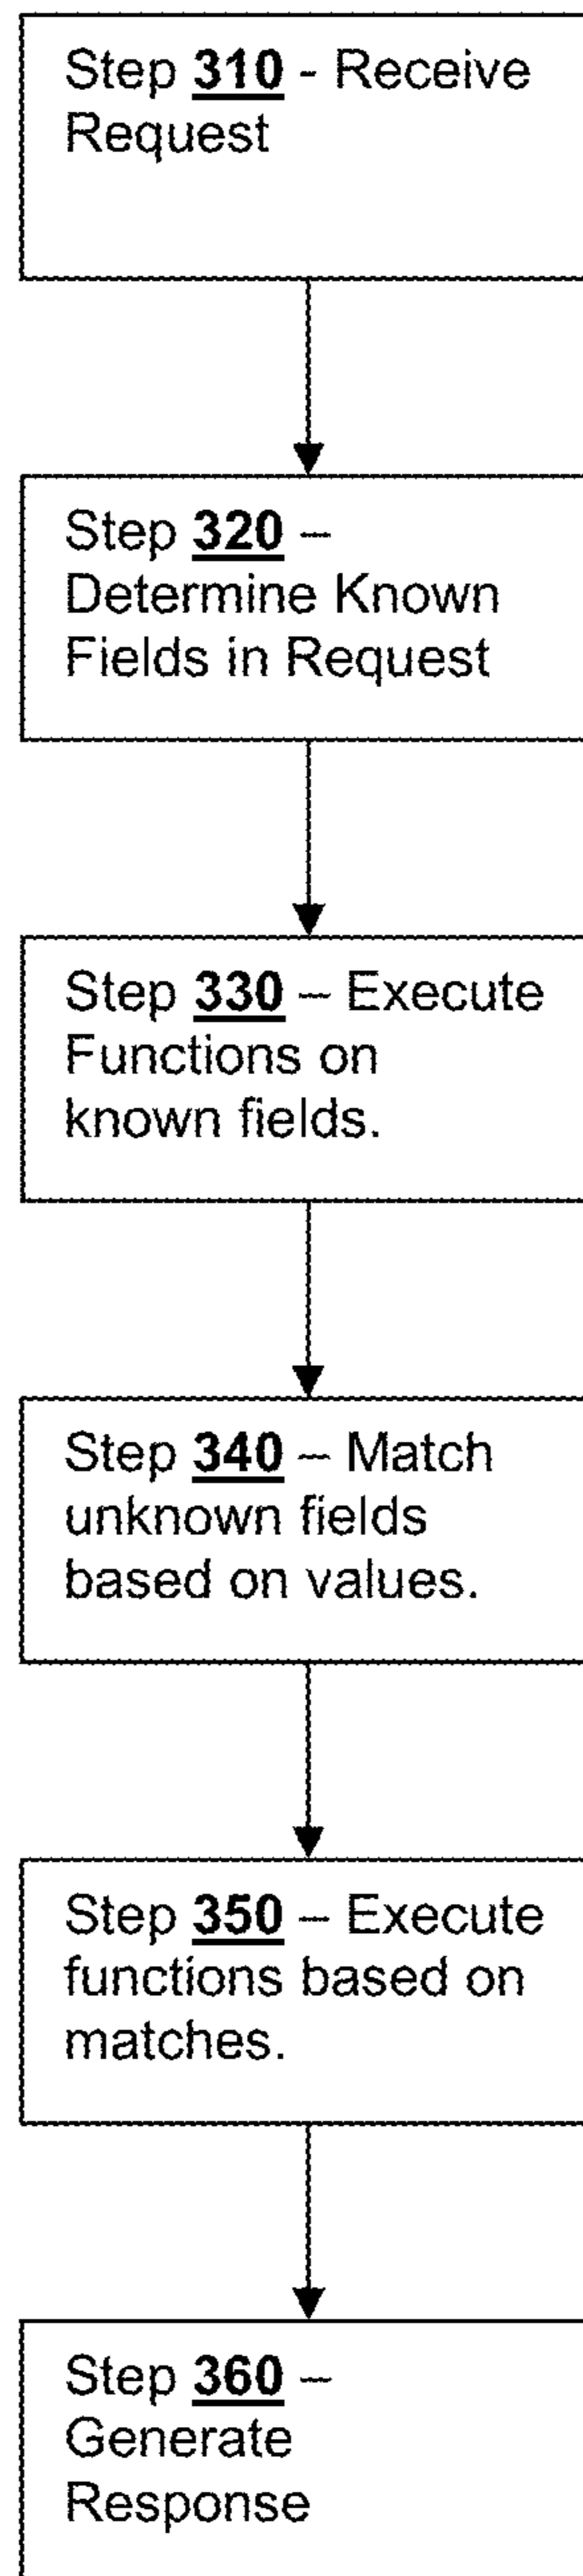 Step 310 - Receive
Request
Step 320 –
Determine Known
Fields in Request
Step 330 – Execute
Functions on
known fields.
Step 340 – Match
unknown fields
based on values.
Step 350 – Execute
functions based on
matches.
Step 360 –
Generate
Response